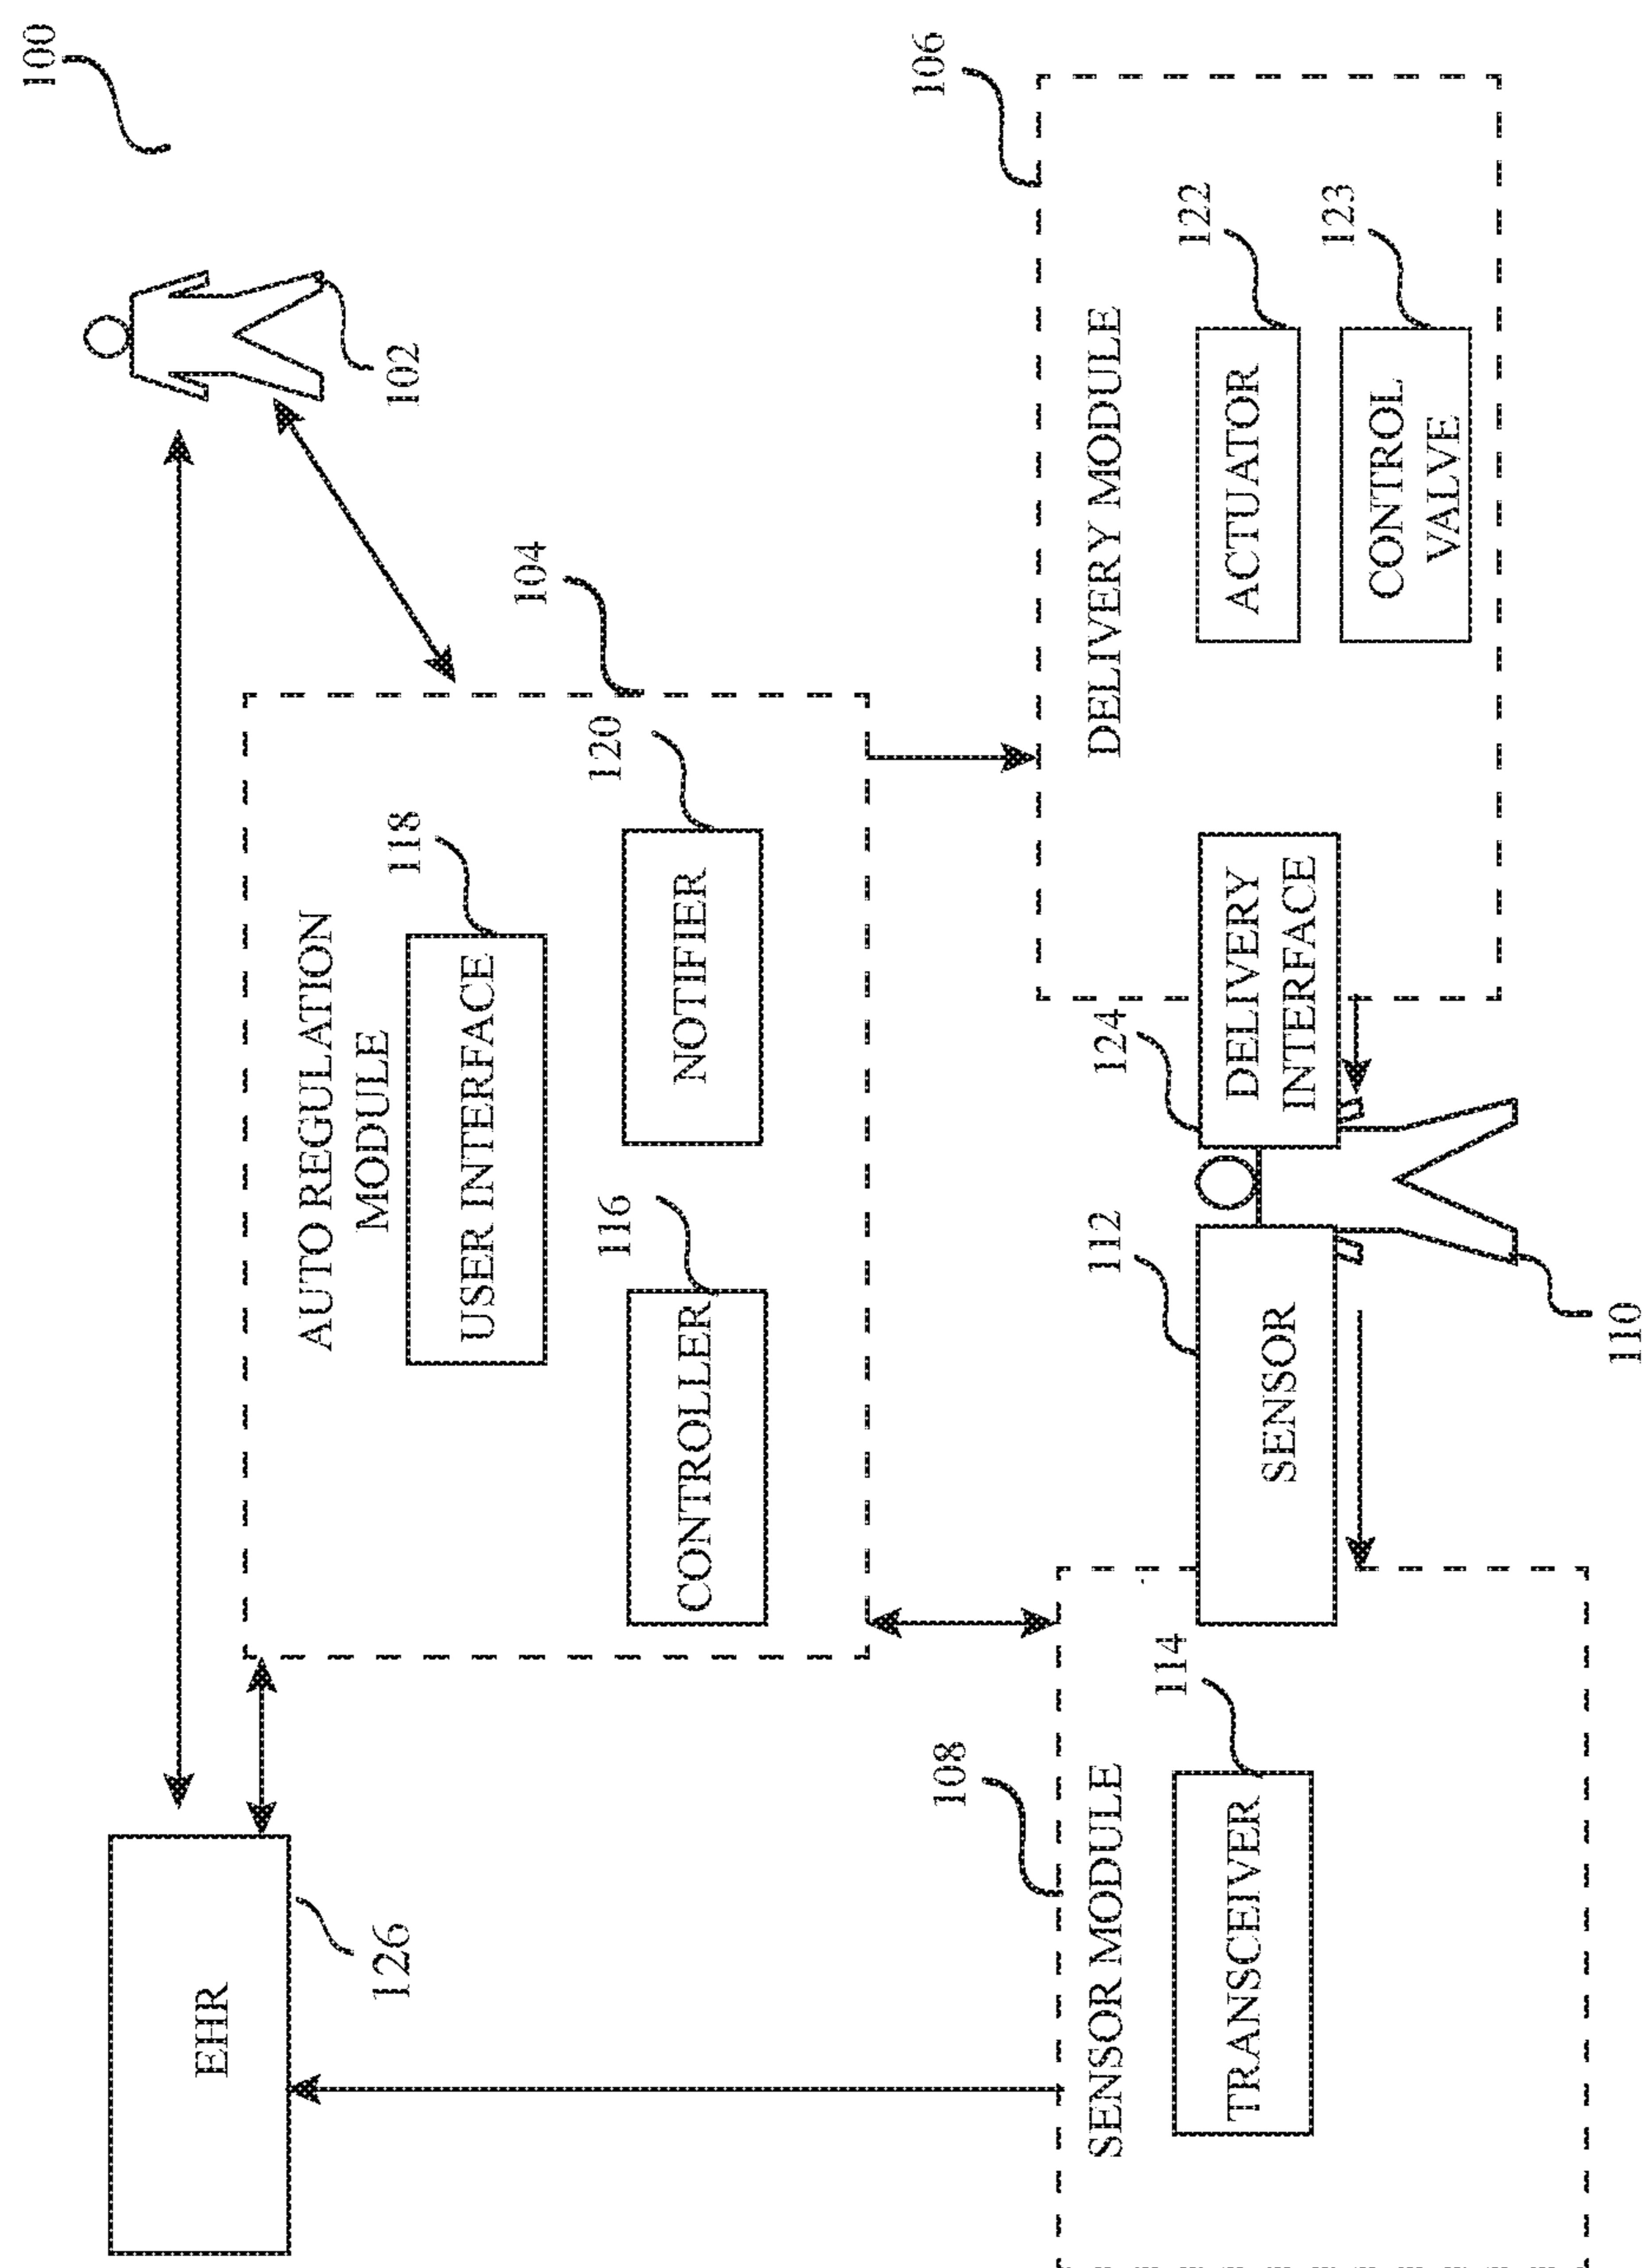 100
102
EHR
126
104
AUTO REGULATION
MODULE
118
USER INTERFACE
116
CONTROLLER
120
NOTIFIER
108
SENSOR MODULE
114
TRANSCEIVER
112
SENSOR
110
124
DELIVERY
INTERFACE
106
DELIVERY MODULE
122
ACTUATOR
123
CONTROL
VALVE